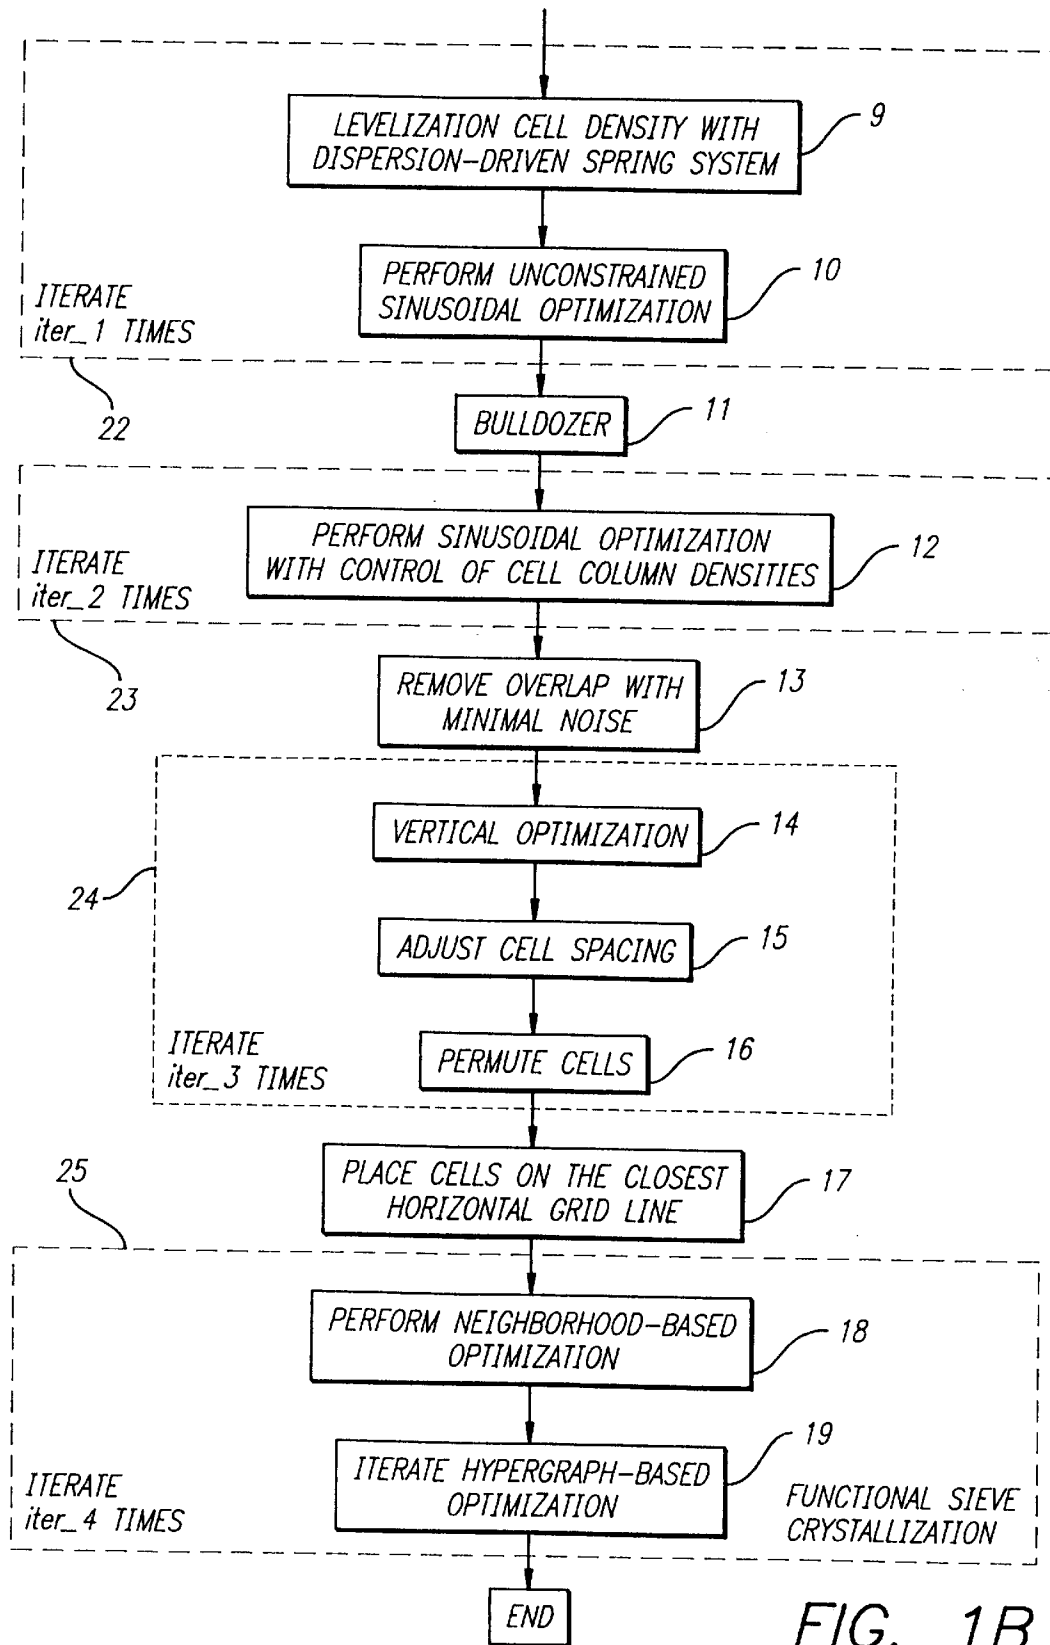 LEVELIZATION CELL DENSITY WITH
DISPERSION-DRIVEN SPRING SYSTEM
9
PERFORM UNCONSTRAINED
SINUSOIDAL OPTIMIZATION
10
ITERATE
iter_1 TIMES
22
BULLDOZER
11
PERFORM SINUSOIDAL OPTIMIZATION
WITH CONTROL OF CELL COLUMN DENSITIES
12
ITERATE
iter_2 TIMES
23
REMOVE OVERLAP WITH
MINIMAL NOISE
13
VERTICAL OPTIMIZATION
14
24
ADJUST CELL SPACING
15
ITERATE
iter_3 TIMES
PERMUTE CELLS
16
PLACE CELLS ON THE CLOSEST
HORIZONTAL GRID LINE
17
25
PERFORM NEIGHBORHOOD-BASED
OPTIMIZATION
18
ITERATE HYPERGRAPH-BASED
OPTIMIZATION
19
ITERATE
iter_4 TIMES
FUNCTIONAL SIEVE
CRYSTALLIZATION
END
FIG. 1B